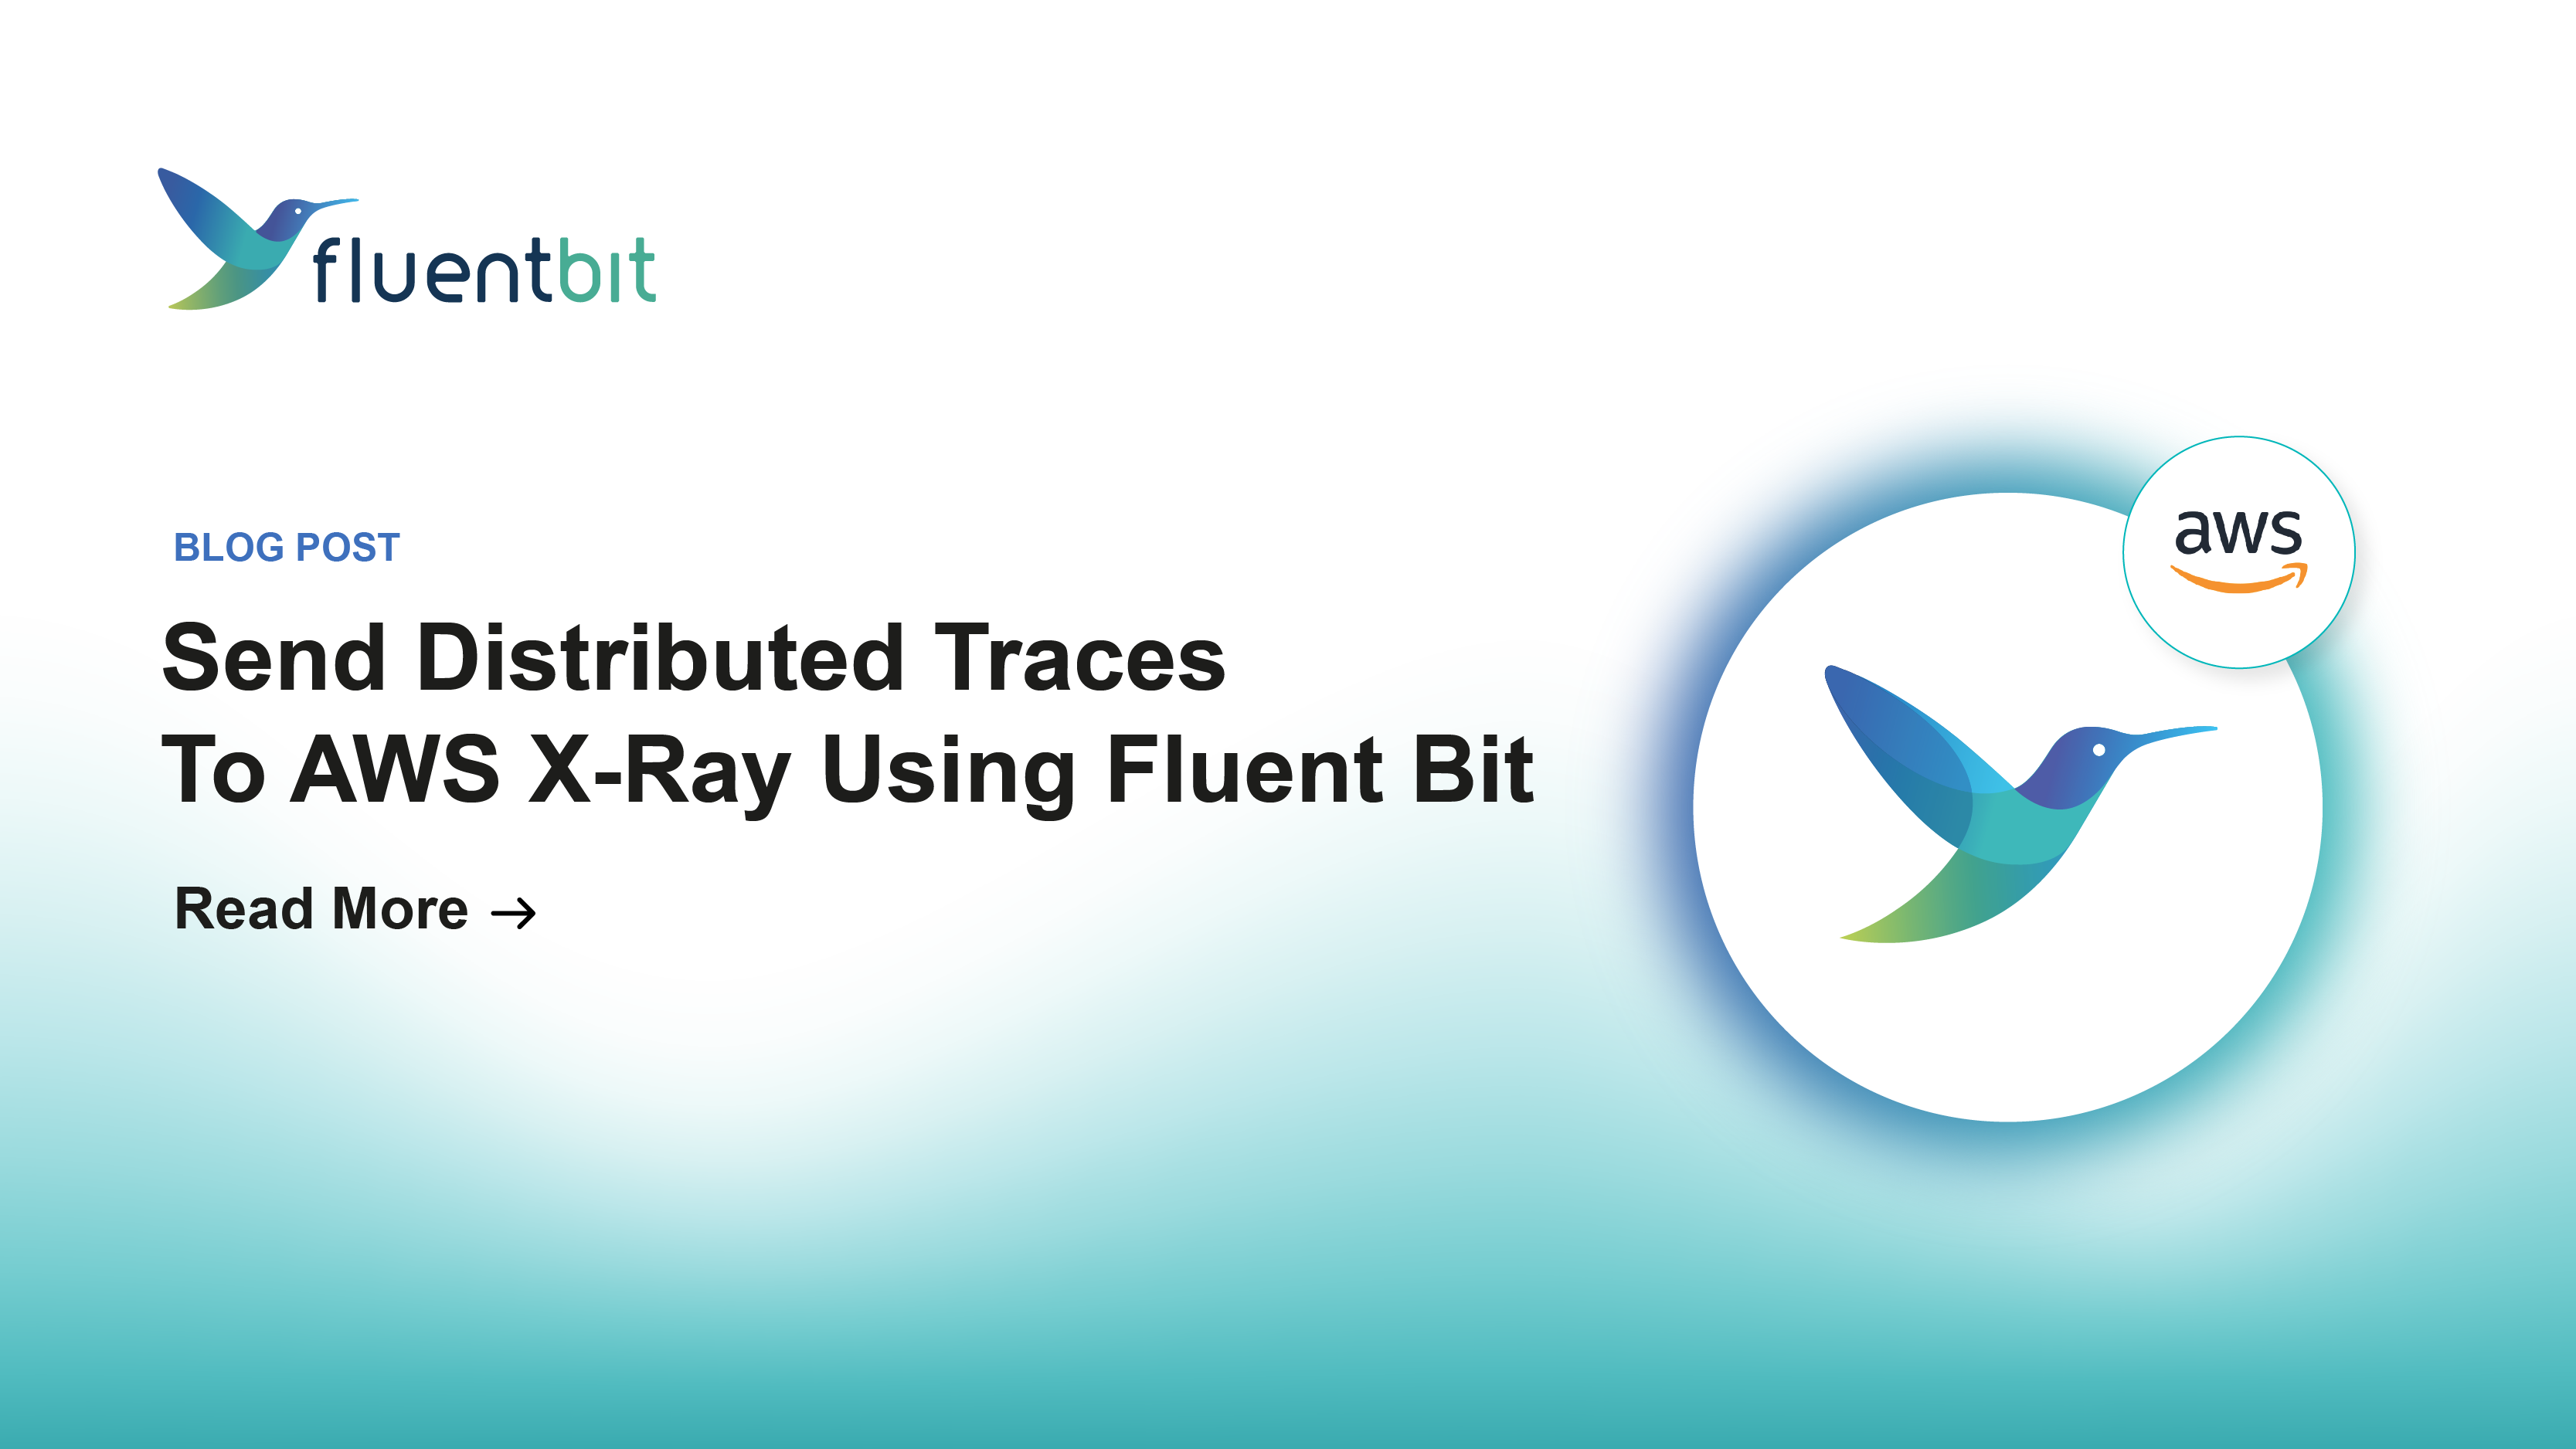 fluentbit
BLOG POST
Send Distributed Traces
To AWS X-Ray Using Fluent Bit
Read More →
aws